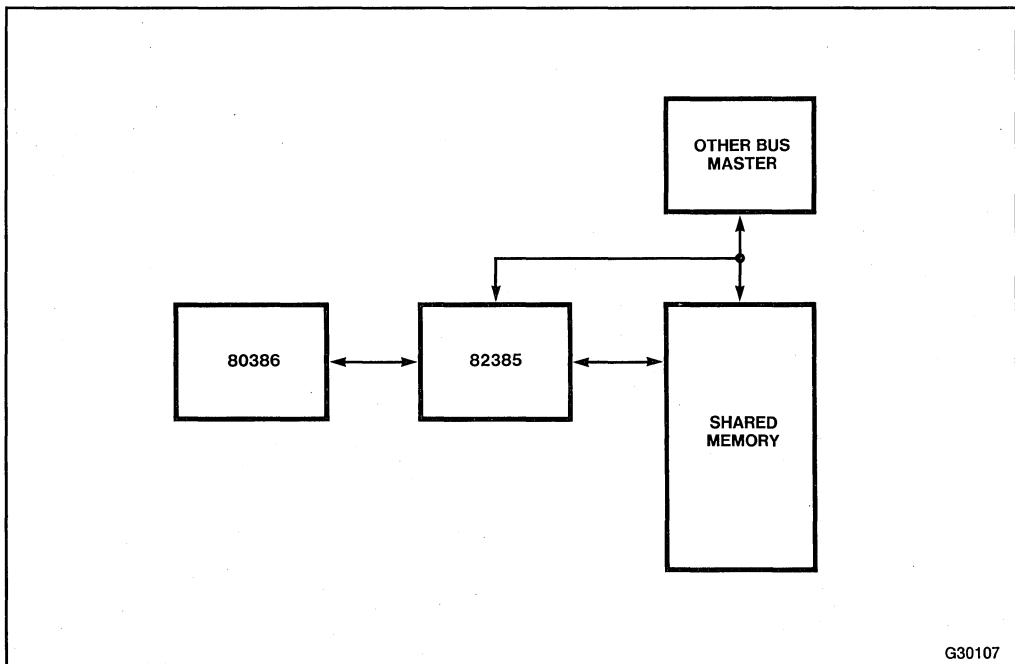 OTHER BUS
MASTER
80386
82385
SHARED
MEMORY
G30107